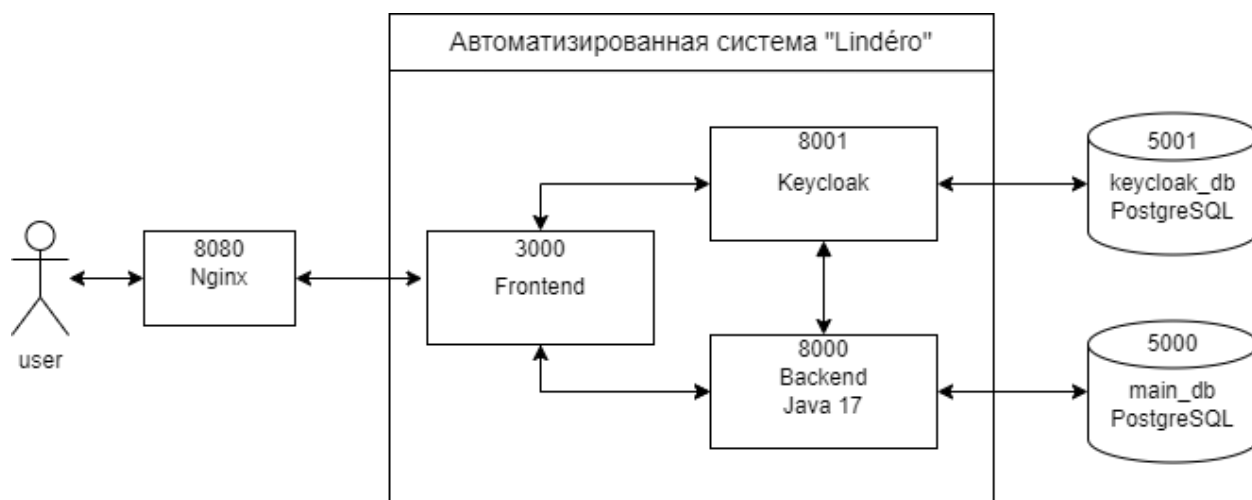 Автоматизированная система "Lindéro"
8001
Keycloak
5001
keycloak_db
PostgreSQL
8080
Nginx
3000
Frontend
user
8000
Backend
Java 17
5000
main_db
PostgreSQL